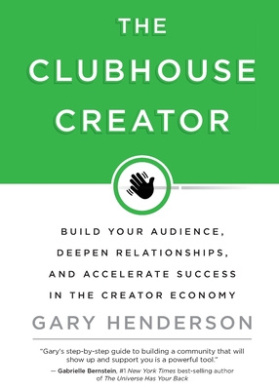 THE
CLUBHOUSE
CREATOR
BUILD YOUR AUDIENCE,
DEEPEN RELATIONSHIPS,
AND ACCELERATE SUCCESS
IN THE CREATOR ECONOMY
GARY HENDERSON
"Gary's step-by-step guide to building a community that will
show up and support you is a powerful tool."
— Gabrielle Bernstein, #1 New York Times best-selling author
of The Universe Has Your Back